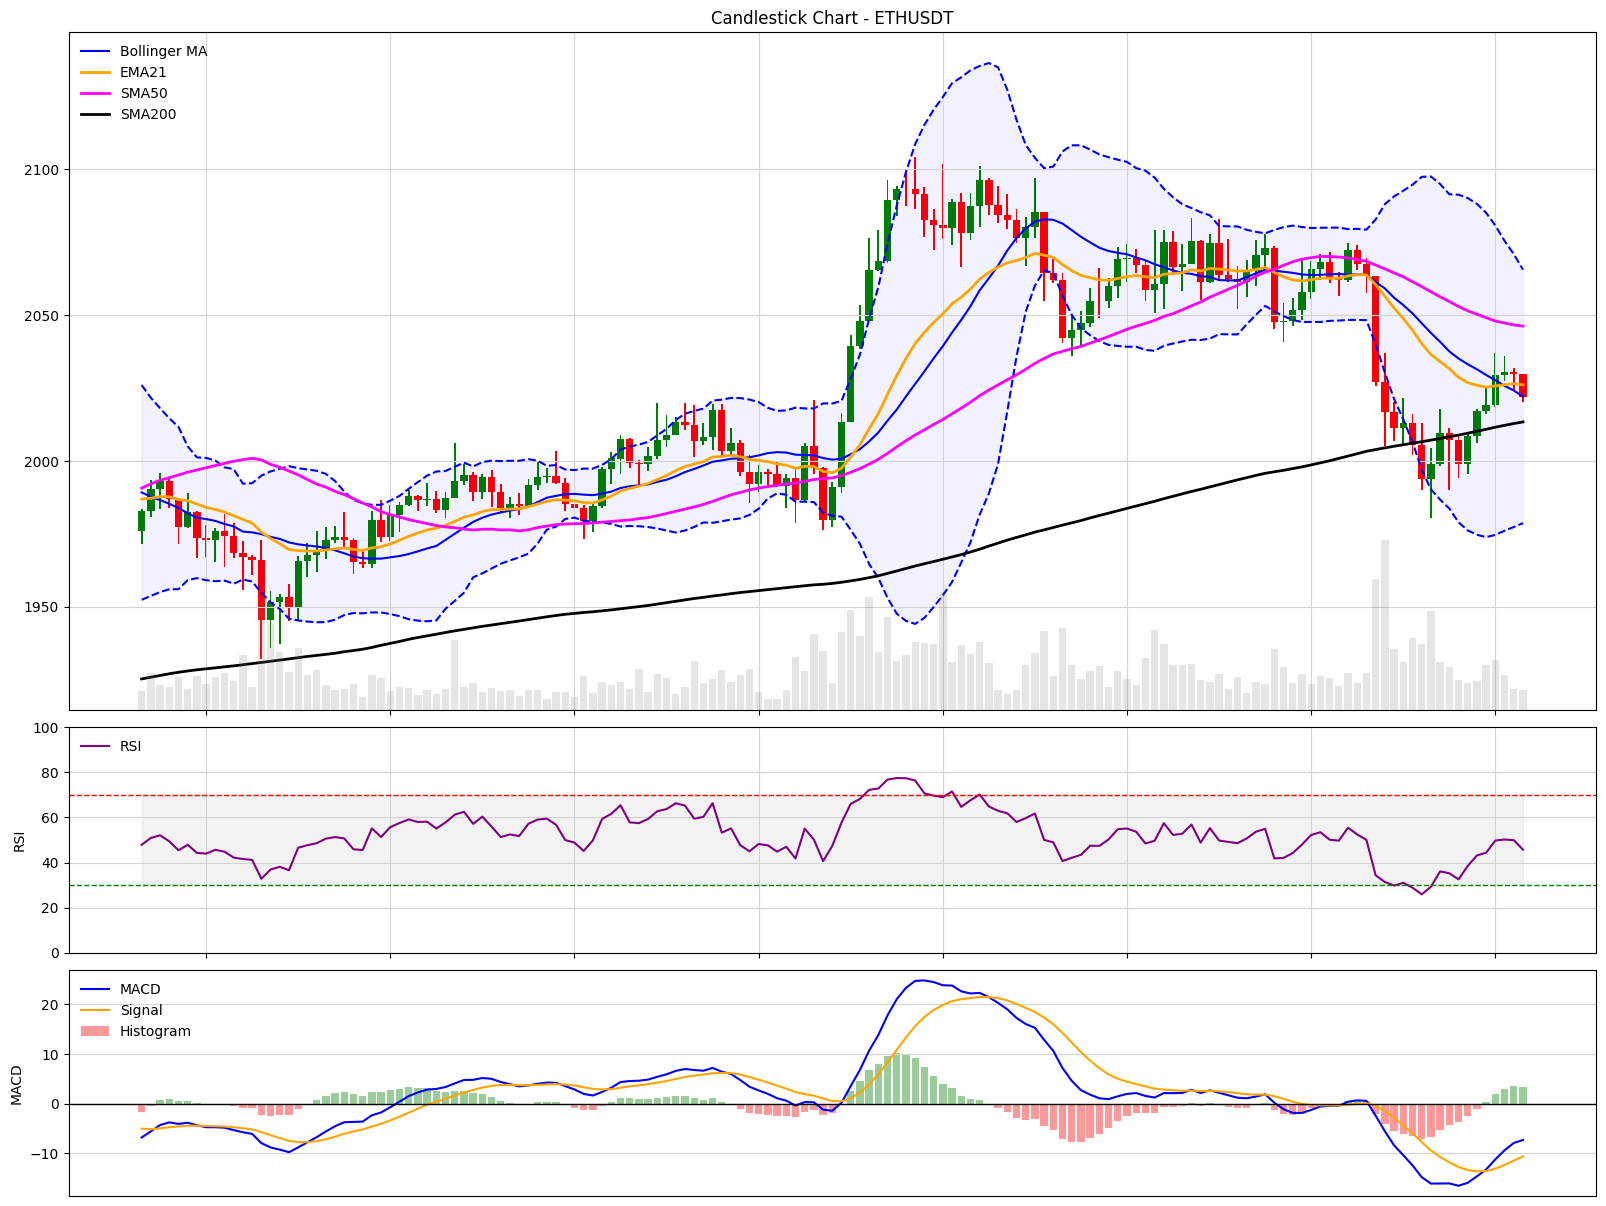 Candlestick Chart - ETHUSDT
Bollinger MA
EMA21
SMA50
SMA200
2100
2050
2000
1950
100
80
60
40
20
0
RSI
RSI
MACD
Signal
Histogram
20
10
0
−10
MACD